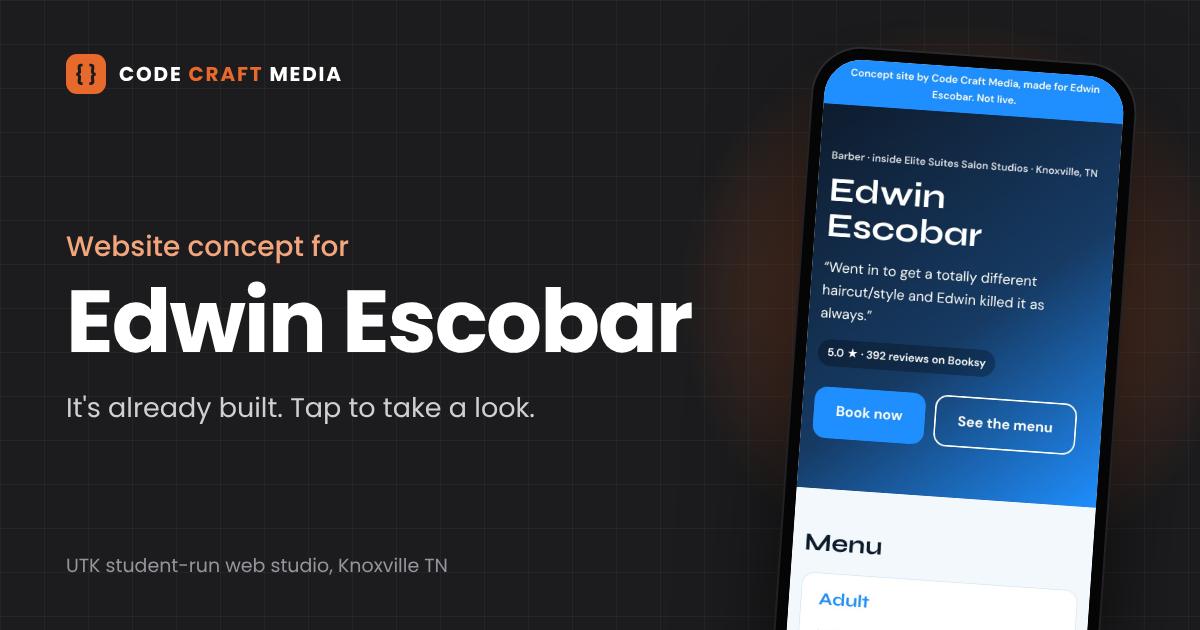 { } CODE CRAFT MEDIA
Website concept for
Edwin Escobar
It's already built. Tap to take a look.
UTK student-run web studio, Knoxville TN
Concept site by Code Craft Media, made for Edwin
Escobar. Not live.
Barber · inside Elite Suites Salon Studios · Knoxville, TN
Edwin
Escobar
“Went in to get a totally different
haircut/style and Edwin killed it as
always.”
5.0 ★ · 392 reviews on Booksy
Book now
See the menu
Menu
Adult